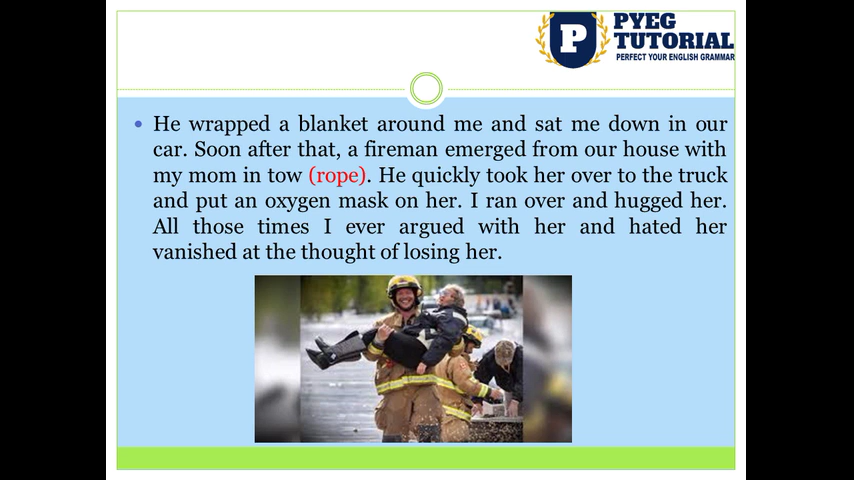 P
PYEG
TUTORIAL
PERFECT YOUR ENGLISH GRAMMAR
He wrapped a blanket around me and sat me down in our
car. Soon after that, a fireman emerged from our house with
my mom in tow (rope). He quickly took her over to the truck
and put an oxygen mask on her. I ran over and hugged her.
All those times I ever argued with her and hated her
vanished at the thought of losing her.